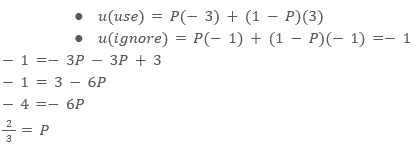 ● u(use) = P(− 3) + (1 − P)(3)
● u(ignore) = P(− 1) + (1 − P)(− 1) =− 1
− 1 =− 3P − 3P + 3
− 1 = 3 − 6P
− 4 =− 6P
2/3 = P